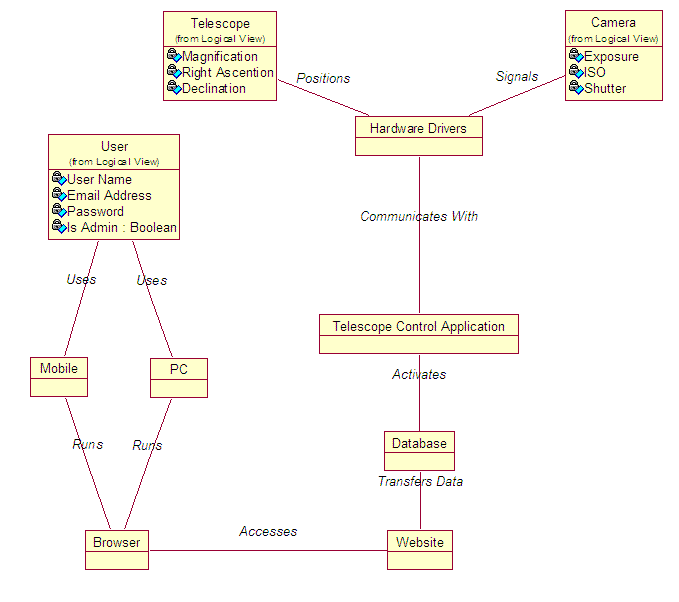 Telescope
(from Logical View)
Magnification
Right Ascention
Declination
Camera
(from Logical View)
Exposure
ISO
Shutter
Positions
Signals
Hardware Drivers
User
(from Logical View)
User Name
Email Address
Password
Is Admin : Boolean
Communicates With
Uses
Uses
Telescope Control Application
Mobile
PC
Activates
Runs
Runs
Database
Transfers Data
Browser
Accesses
Website